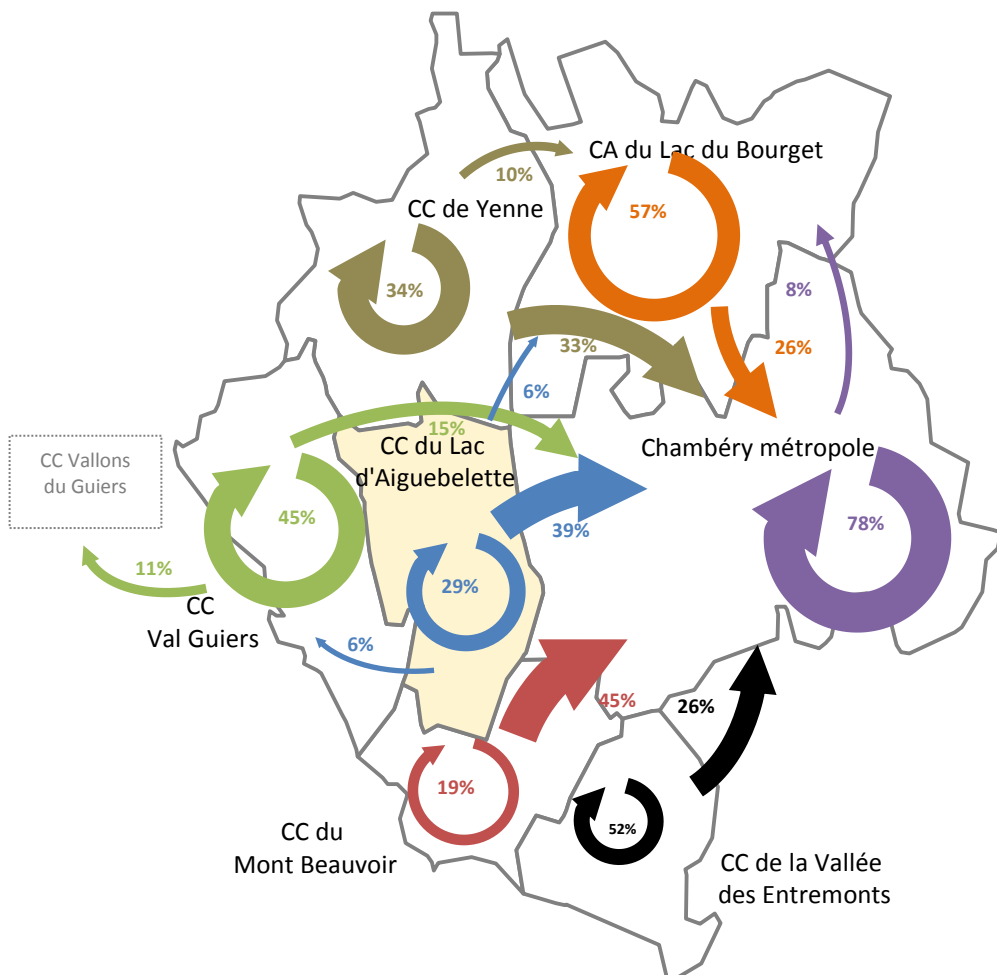 CA du Lac du Bourget
10%
CC de Yenne
57%
34%
8%
33%
26%
6%
15%
CC du Lac
d'Aiguebelette
Chambéry métropole
CC Vallons
du Guiers
45%
39%
78%
11%
29%
CC
Val Guiers
6%
45%
26%
19%
52%
CC du
Mont Beauvoir
CC de la Vallée
des Entremonts